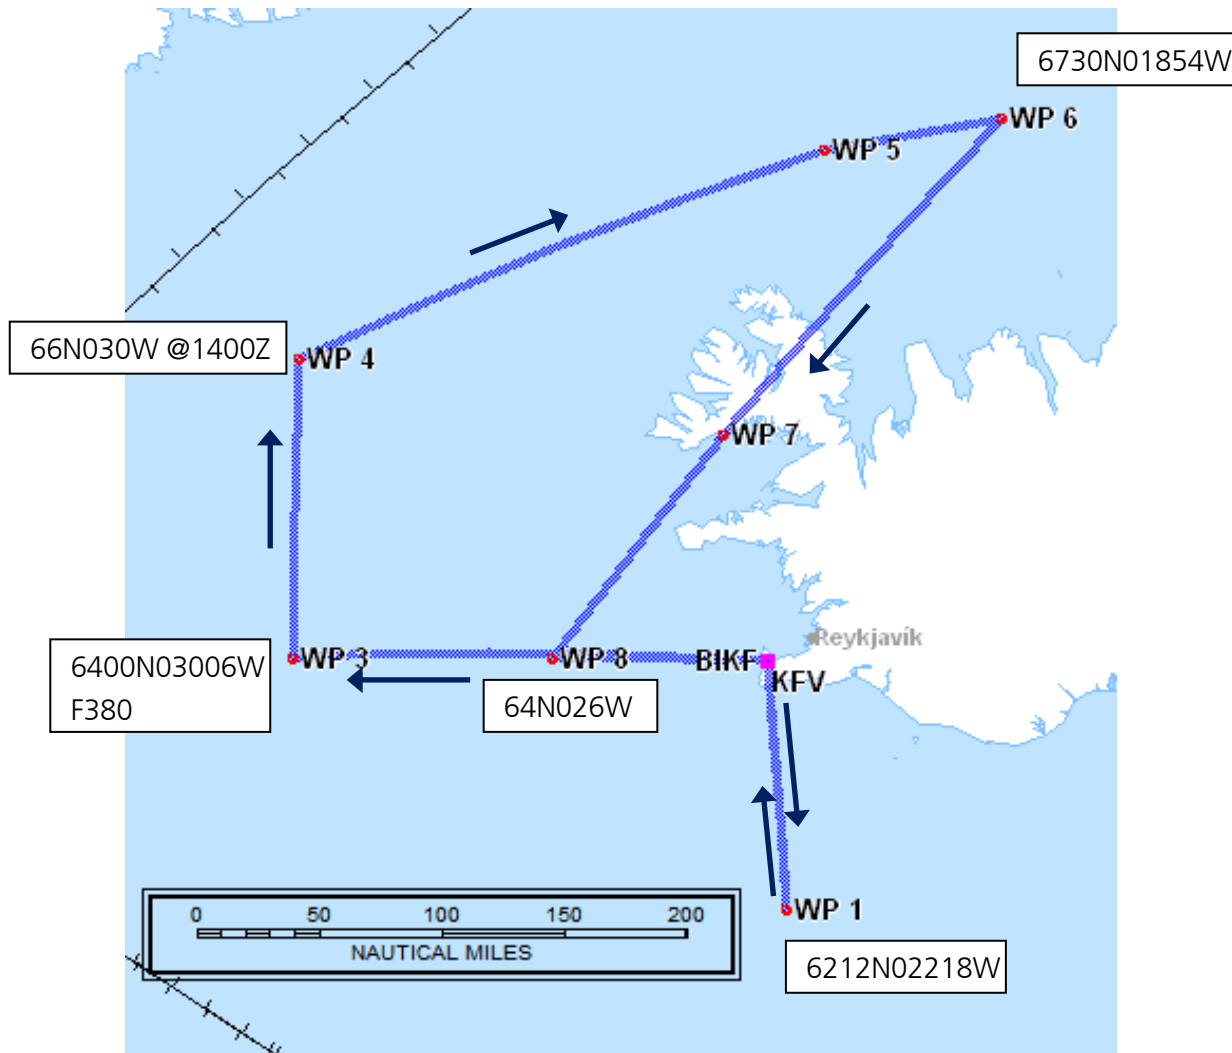 6730N01854W
WP 6
WP 5
66N030W @1400Z
WP 4
WP 7
Reykjavík
6400N03006W
F380
WP 3
WP 8
BIKF
KFV
64N026W
0 50 100 150 200
NAUTICAL MILES
WP 1
6212N02218W